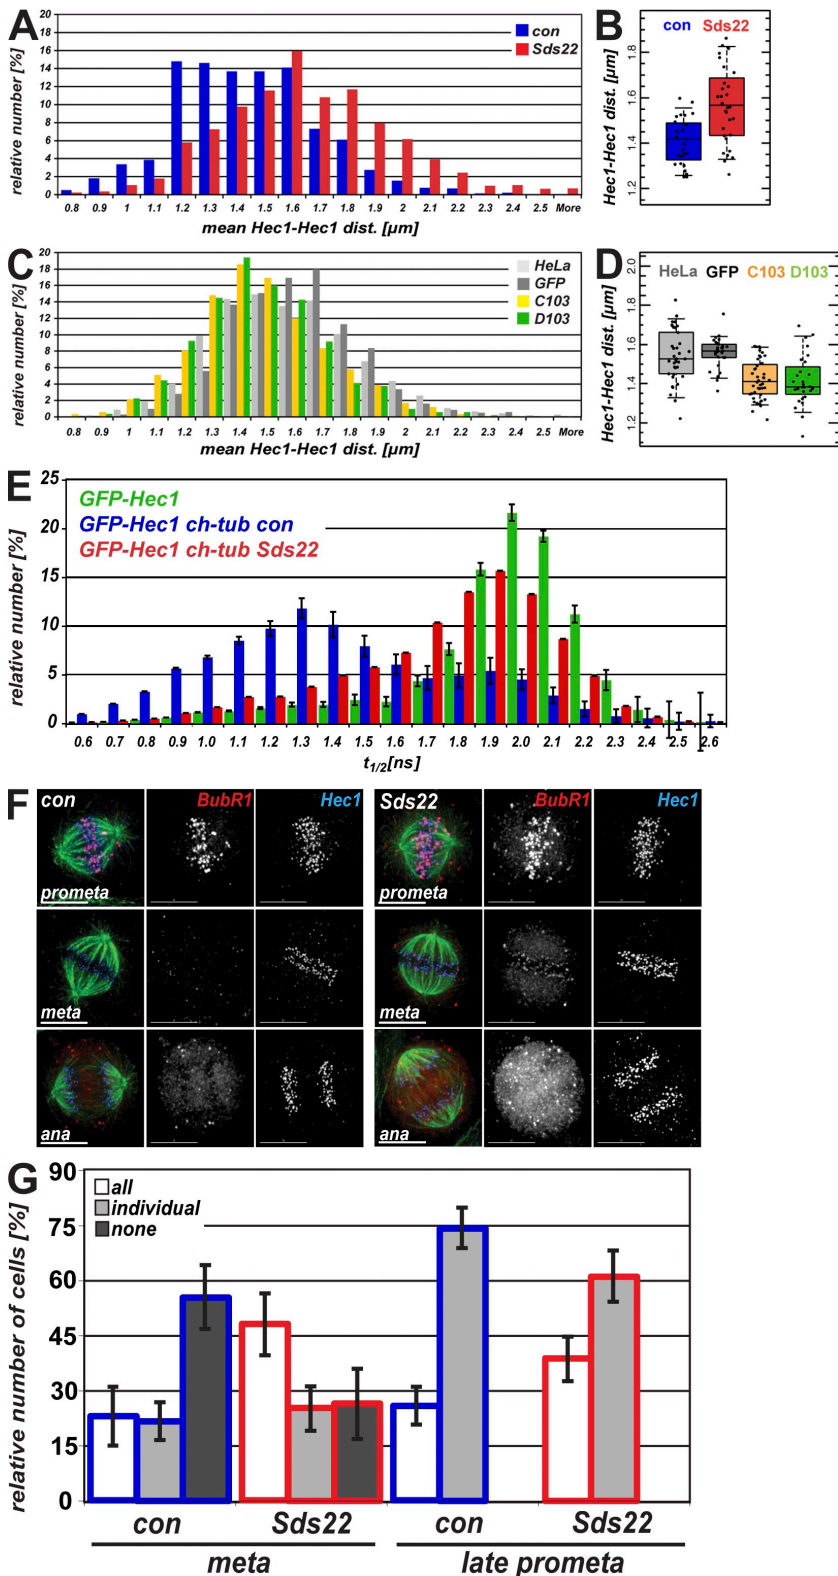 A
relative number [%]
20
18
16
14
12
10
8
6
4
2
0
con
Sds22
0.8 0.9 1 1.1 1.2 1.3 1.4 1.5 1.6 1.7 1.8 1.9 2 2.1 2.2 2.3 2.4 2.5 More
mean Hec1-Hec1 dist. [µm]
B
Hec1-Hec1 dist. [µm]
con Sds22
1.8
1.6
1.4
1.2
C
relative number [%]
20
18
16
14
12
10
8
6
4
2
0
HeLa
GFP
C103
D103
0.8 0.9 1 1.1 1.2 1.3 1.4 1.5 1.6 1.7 1.8 1.9 2 2.1 2.2 2.3 2.4 2.5 More
mean Hec1-Hec1 dist. [µm]
D
Hec1-Hec1 dist. [µm]
HeLa GFP C103 D103
2.0
1.8
1.6
1.4
1.2
E
relative number [%]
25
20
15
10
5
0
GFP-Hec1
GFP-Hec1 ch-tub con
GFP-Hec1 ch-tub Sds22
0.6 0.7 0.8 0.9 1.0 1.1 1.2 1.3 1.4 1.5 1.6 1.7 1.8 1.9 2.0 2.1 2.2 2.3 2.4 2.5 2.6
t1/2[ns]
F
con BubR1 Hec1 Sds22 BubR1 Hec1
prometa prometa
meta meta
ana ana
G
relative number of cells [%]
90
75
60
45
30
15
0
all
individual
none
con Sds22 con Sds22
meta late prometa